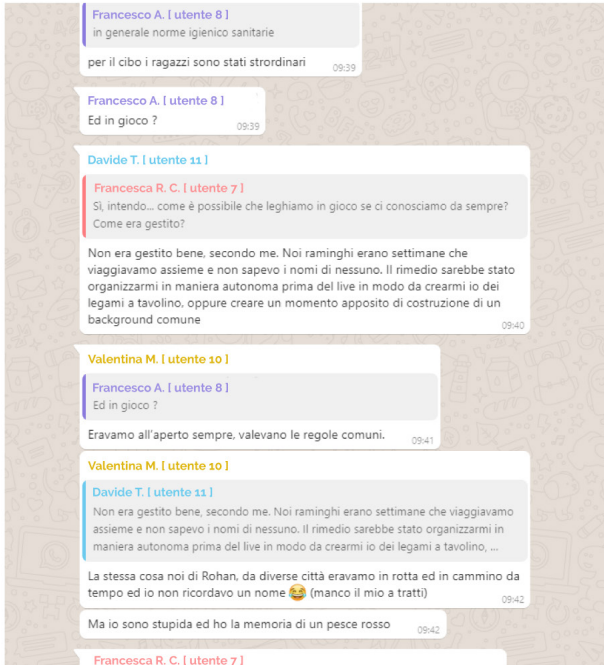 Francesco A. [ utente 8 ]
in generale norme igienico sanitarie
per il cibo i ragazzi sono stati strordinari
09:39
Francesco A. [ utente 8 ]
Ed in gioco ?
09:39
Davide T. [ utente 11 ]
Francesca R. C. [ utente 7 ]
Sì, intendo... come è possibile che leghiamo in gioco se ci conosciamo da sempre?
Come era gestito?
Non era gestito bene, secondo me. Noi raminghi erano settimane che
viaggiavamo assieme e non sapevo i nomi di nessuno. Il rimedio sarebbe stato
organizzarmi in maniera autonoma prima del live in modo da crearmi io dei
legami a tavolino, oppure creare un momento apposito di costruzione di un
background comune
09:40
Valentina M. [ utente 10 ]
Francesco A. [ utente 8 ]
Ed in gioco ?
Eravamo all'aperto sempre, valevano le regole comuni.
09:41
Valentina M. [ utente 10 ]
Davide T. [ utente 11 ]
Non era gestito bene, secondo me. Noi raminghi erano settimane che viaggiavamo
assieme e non sapevo i nomi di nessuno. Il rimedio sarebbe stato organizzarmi in
maniera autonoma prima del live in modo da crearmi io dei legami a tavolino, ...
La stessa cosa noi di Rohan, da diverse città eravamo in rotta ed in cammino da
tempo ed io non ricordavo un nome 😂 (manco il mio a tratti)
09:42
Ma io sono stupida ed ho la memoria di un pesce rosso
09:42
Francesca R. C. [ utente 7 ]